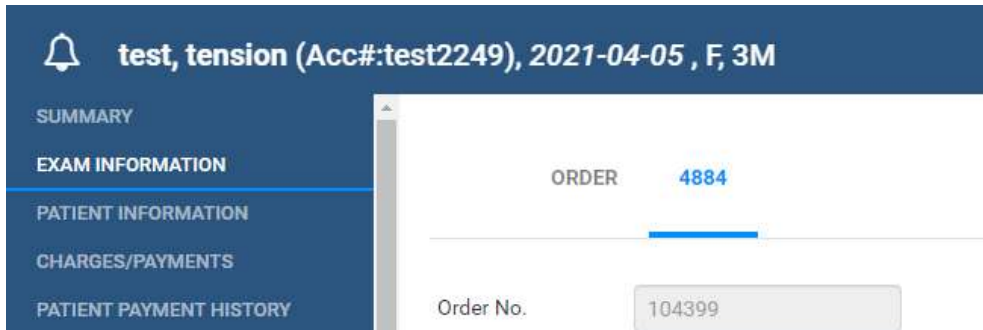 test, tension (Acc#:test2249), 2021-04-05 , F, 3M
SUMMARY
EXAM INFORMATION
PATIENT INFORMATION
CHARGES/PAYMENTS
PATIENT PAYMENT HISTORY
ORDER 4884
Order No. 104399